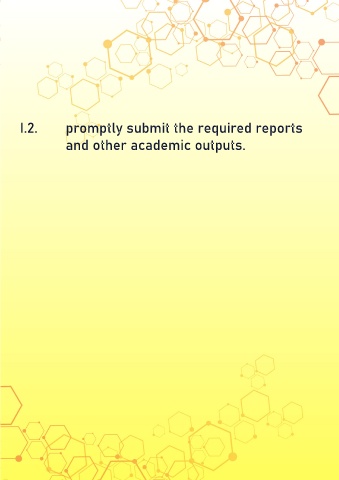 I.2. promptly submit the required reports
and other academic outputs.